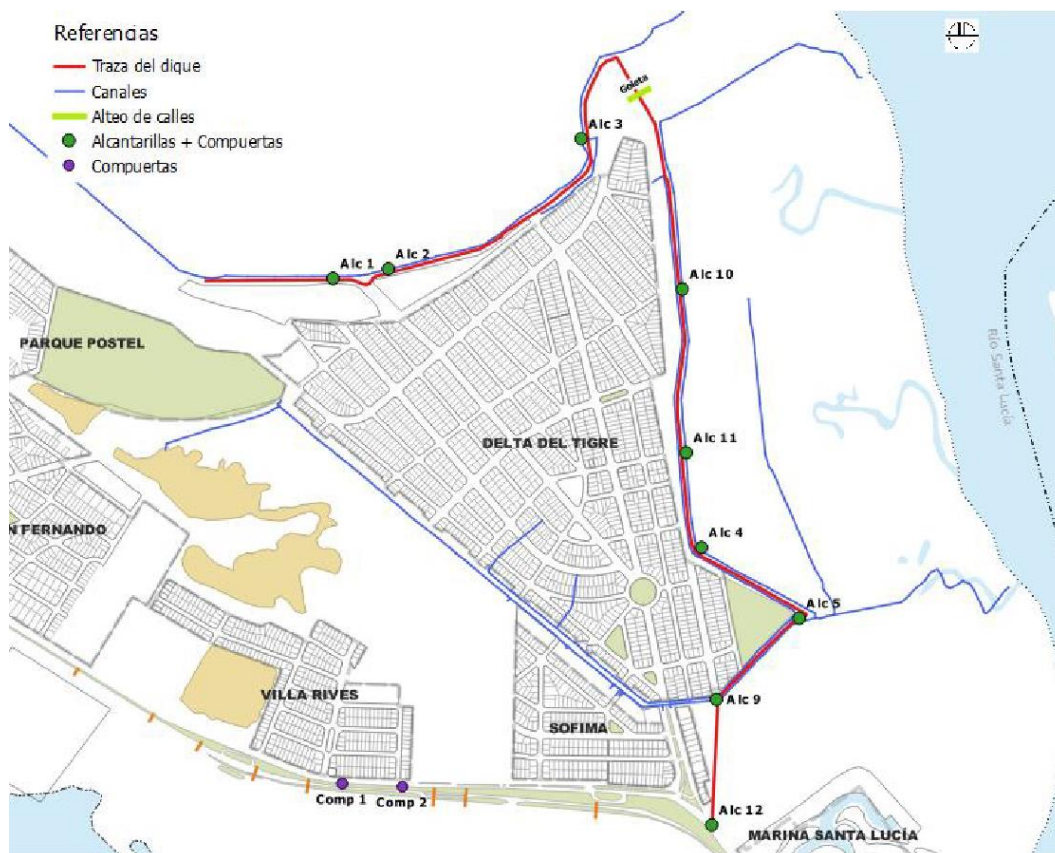 Referencias
Traza del dique
Canales
Alteo de calles
Alcantarillas + Compuertas
Compuertas
Goleta
Alc 3
Alc 1
Alc 2
Alc 10
PARQUE POSTEL
Río Santa Lucía
DELTA DEL TIGRE
Alc 11
N FERNANDO
Alc 4
Alc 5
VILLA RIVES
Alc 9
SOFIMA
Comp 1
Comp 2
Alc 12
MARINA SANTA LUCÍA